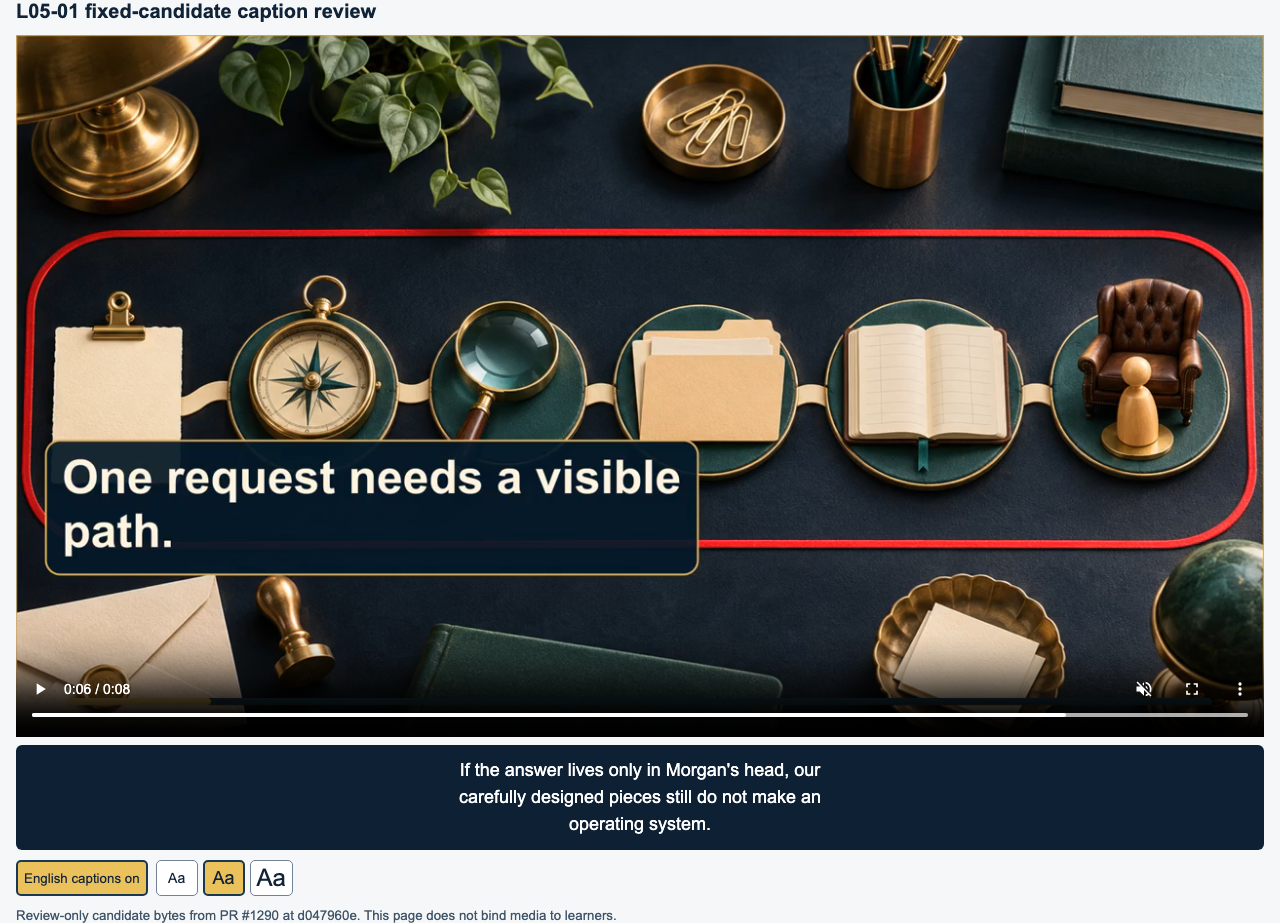 L05-01 fixed-candidate caption review
One request needs a visible
path.
0:06 / 0:08
If the answer lives only in Morgan's head, our
carefully designed pieces still do not make an
operating system.
English captions on Aa Aa Aa
Review-only candidate bytes from PR #1290 at d047960e. This page does not bind media to learners.